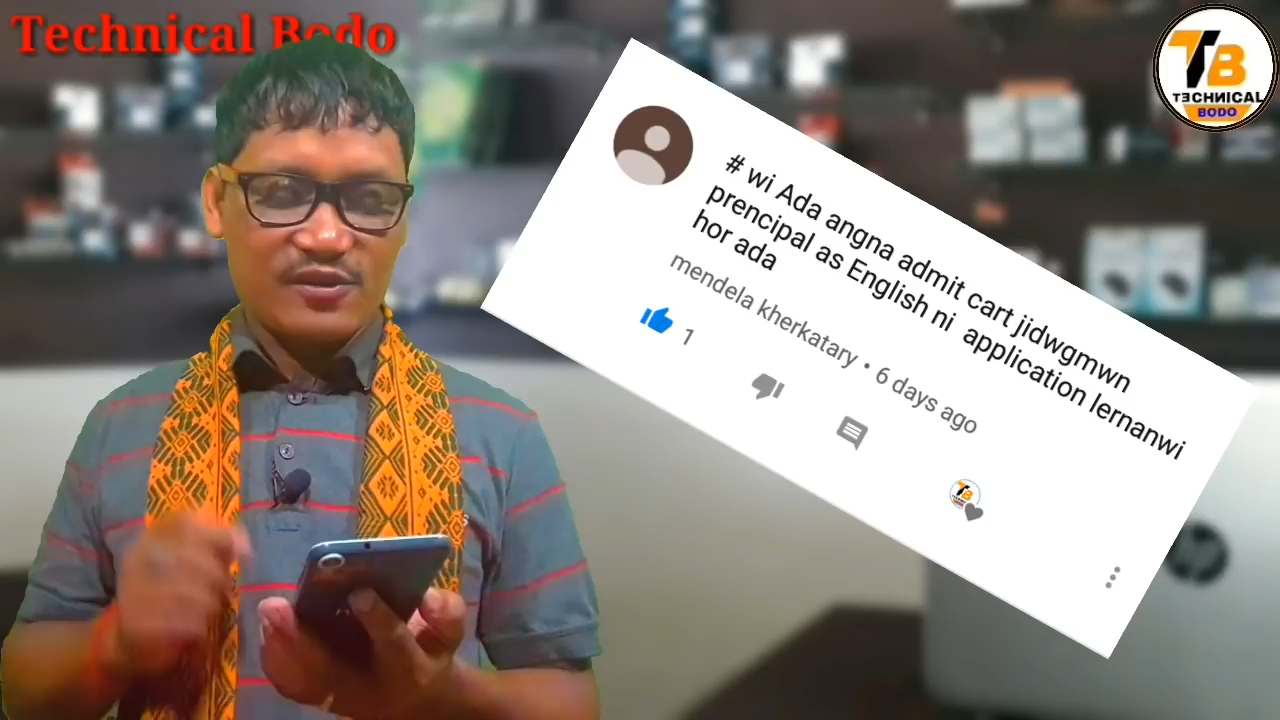 Technical Bodo
TB
TECHNICAL
BODO
# wi Ada angna admit cart jidwgmwn
prencipal as English ni application lernanwi
hor ada
mendela kherkatary • 6 days ago
1
hp